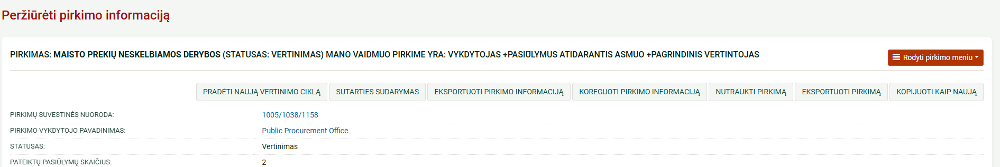 Peržiūrėti pirkimo informaciją
PIRKIMAS: MAISTO PREKIŲ NESKELBIAMOS DERYBOS (STATUSAS: VERTINIMAS) MANO VAIDMUO PIRKIME YRA: VYKDYTOJAS +PASIŪLYMUS ATIDARANTIS ASMUO +PAGRINDINIS VERTINTOJAS
Rodyti pirkimo meniu
PRADĖTI NAUJĄ VERTINIMO CIKLĄ SUTARTIES SUDARYMAS EKSPORTUOTI PIRKIMO INFORMACIJĄ KOREGUOTI PIRKIMO INFORMACIJĄ NUTRAUKTI PIRKIMĄ EKSPORTUOTI PIRKIMĄ KOPIJUOTI KAIP NAUJĄ
PIRKIMŲ SUVESTINĖS NUORODA: 1005/1038/1158
PIRKIMO VYKDYTOJO PAVADINIMAS: Public Procurement Office
STATUSAS: Vertinimas
PATEIKTŲ PASIŪLYMŲ SKAIČIUS: 2